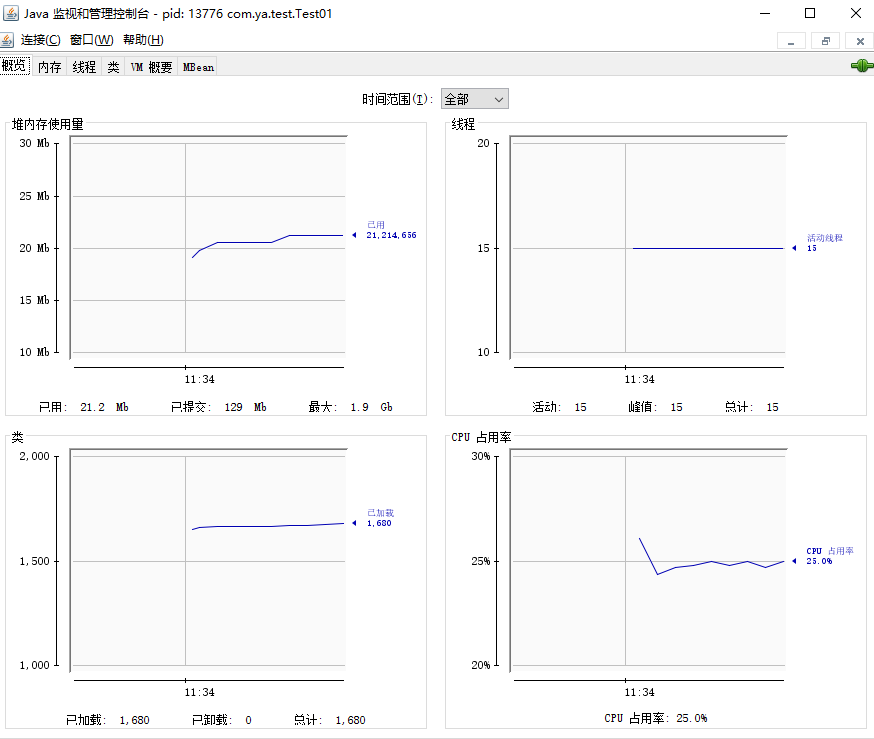 Java 监视和管理控制台 - pid: 13776 com.ya.test.Test01
连接(C) 窗口(W) 帮助(H)
概览 内存 线程 类 VM 概要 MBean
时间范围(T): 全部
堆内存使用量
30 Mb
25 Mb
20 Mb
15 Mb
10 Mb
已用
21,214,656
11:34
已用: 21.2 Mb 已提交: 129 Mb 最大: 1.9 Gb
线程
20
15
10
活动线程
15
11:34
活动: 15 峰值: 15 总计: 15
类
2,000
1,500
1,000
已加载
1,680
11:34
已加载: 1,680 已卸载: 0 总计: 1,680
CPU 占用率
30%
25%
20%
CPU 占用率
25.0%
11:34
CPU 占用率: 25.0%